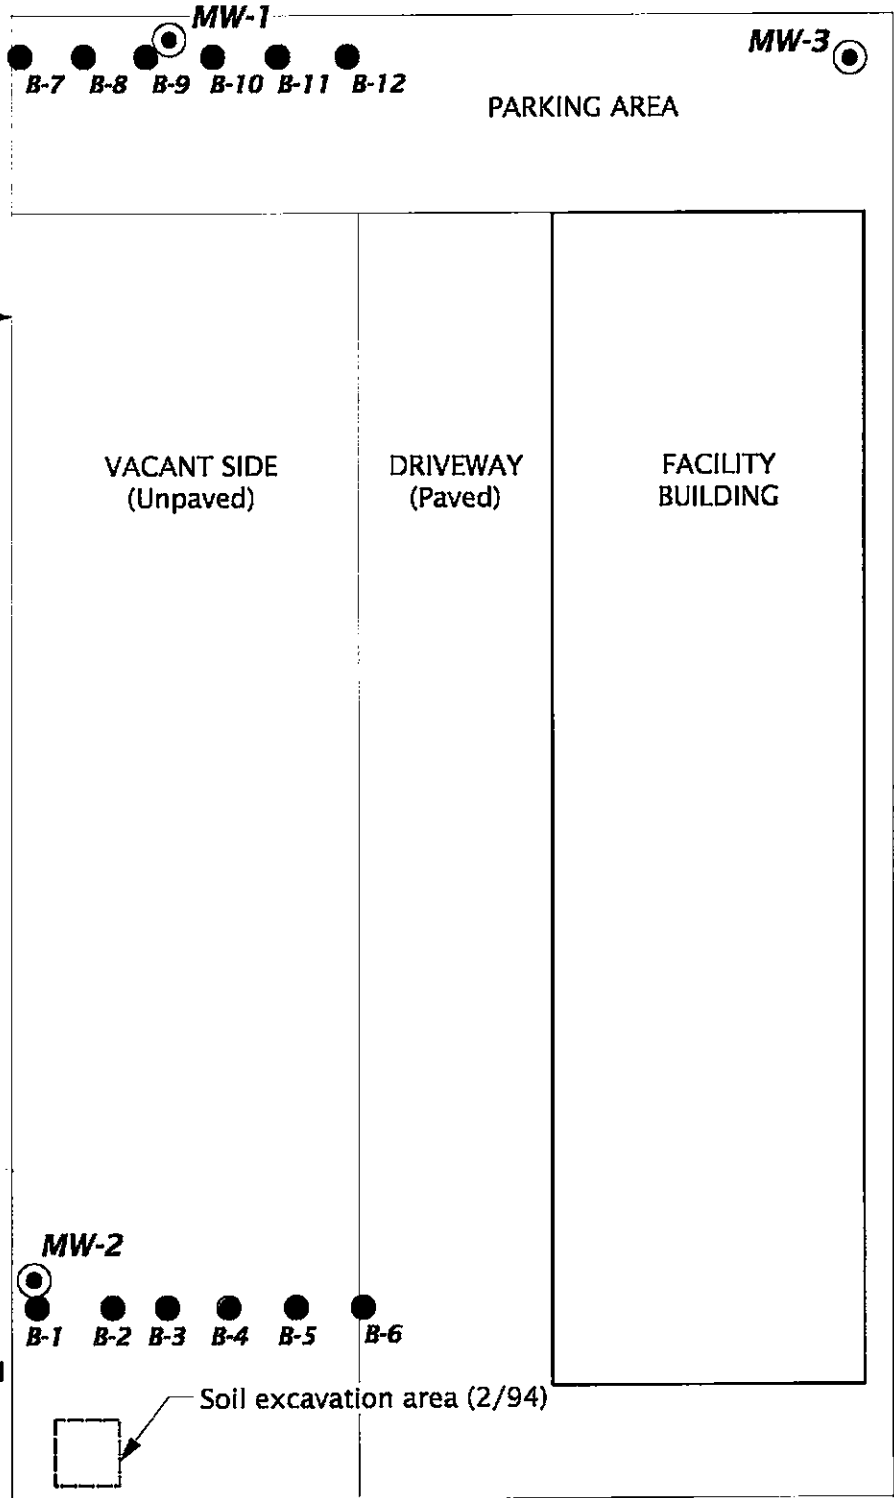 MW-1
MW-3
B-7 B-8 B-9 B-10 B-11 B-12
PARKING AREA
VACANT SIDE
(Unpaved)
DRIVEWAY
(Paved)
FACILITY
BUILDING
MW-2
B-1 B-2 B-3 B-4 B-5 B-6
Soil excavation area (2/94)